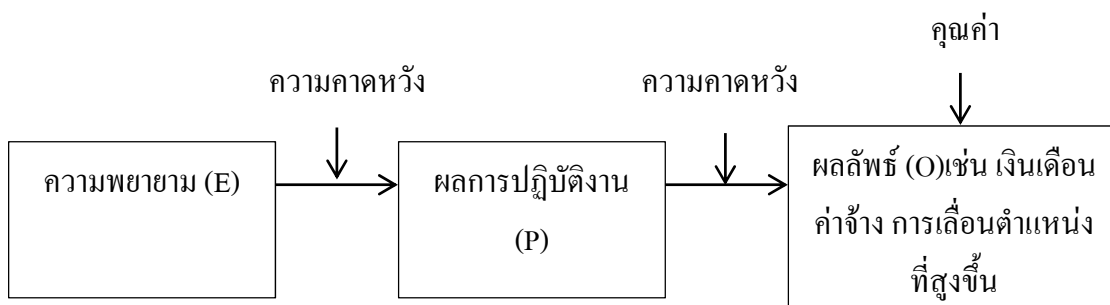 คุณค่า
ความคาดหวัง
ความคาดหวัง
ความพยายาม (E)
ผลการปฏิบัติงาน
(P)
ผลลัพธ์ (O)เช่น เงินเดือน
ค่าจ้าง การเลื่อนตำแหน่ง
ที่สูงขึ้น